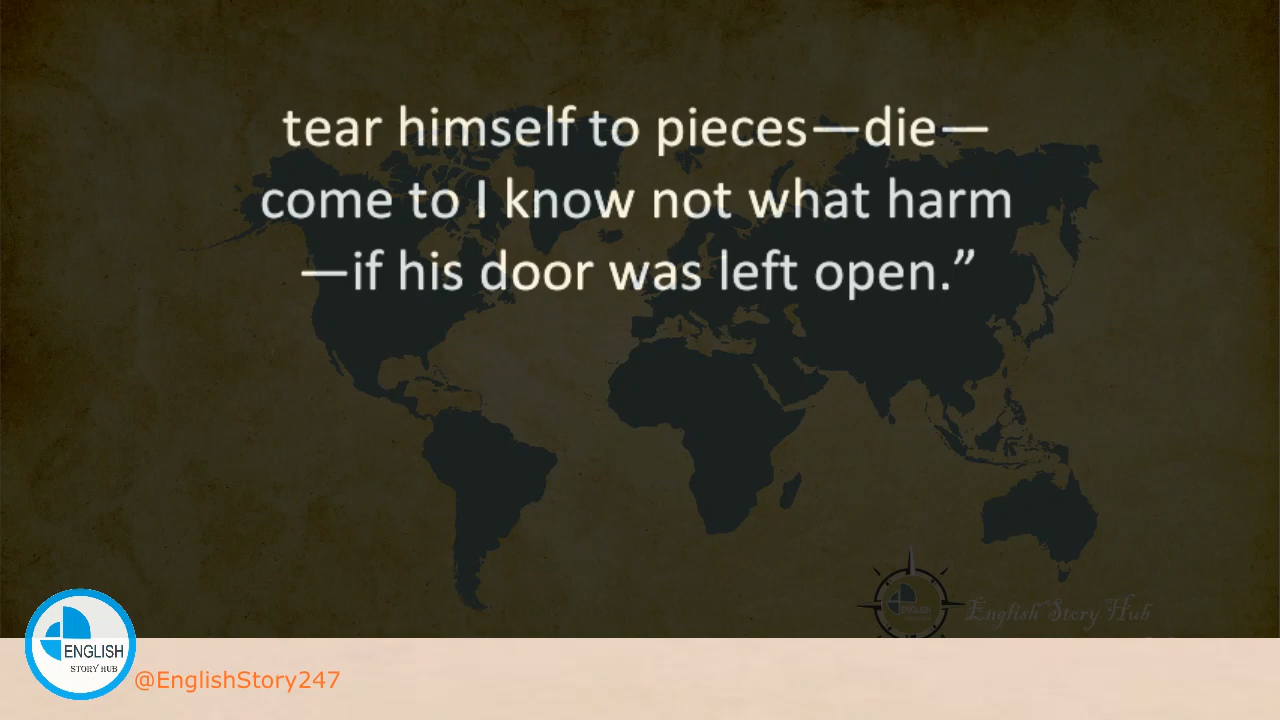 tear himself to pieces—die—
come to I know not what harm
—if his door was left open.”
English Story Hub
ENGLISH
STORY HUB
@EnglishStory247